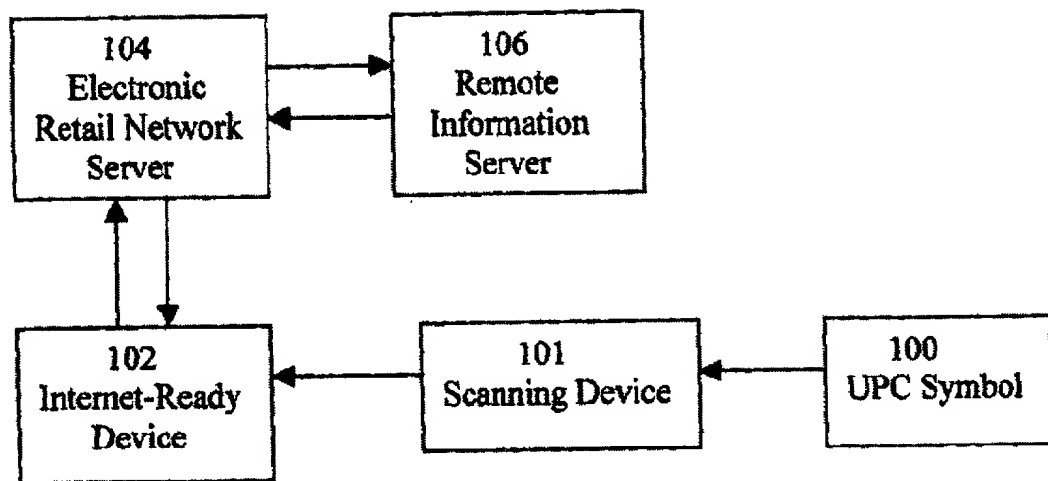 104
Electronic
Retail Network
Server
106
Remote
Information
Server
102
Internet-Ready
Device
101
Scanning Device
100
UPC Symbol